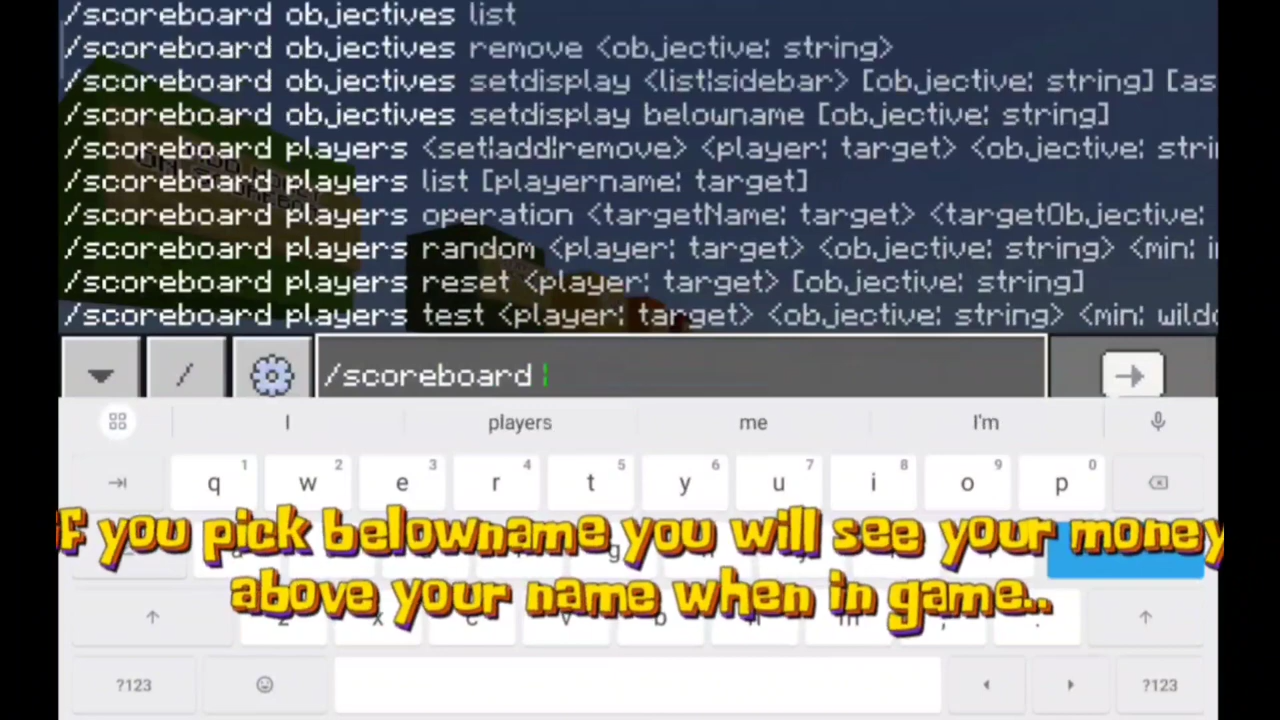 /scoreboard objectives list
/scoreboard objectives remove <objective: string>
/scoreboard objectives setdisplay <list|sidebar> [objective: string] [as
/scoreboard objectives setdisplay belowname [objective: string]
/scoreboard players <set|add|remove> <player: target> <objective: stri
/scoreboard players list [playername: target]
/scoreboard players operation <targetName: target> <targetObjective:
/scoreboard players random <player: target> <objective: string> <min: i
/scoreboard players reset <player: target> [objective: string]
/scoreboard players test <player: target> <objective: string> <min: wildc
/ /scoreboard
I players me I'm
1 2 3 4 5 6 7 8 9 0
q w e r t y u i o p
If you pick belowname you will see your money
above your name when in game..
?123 ?123